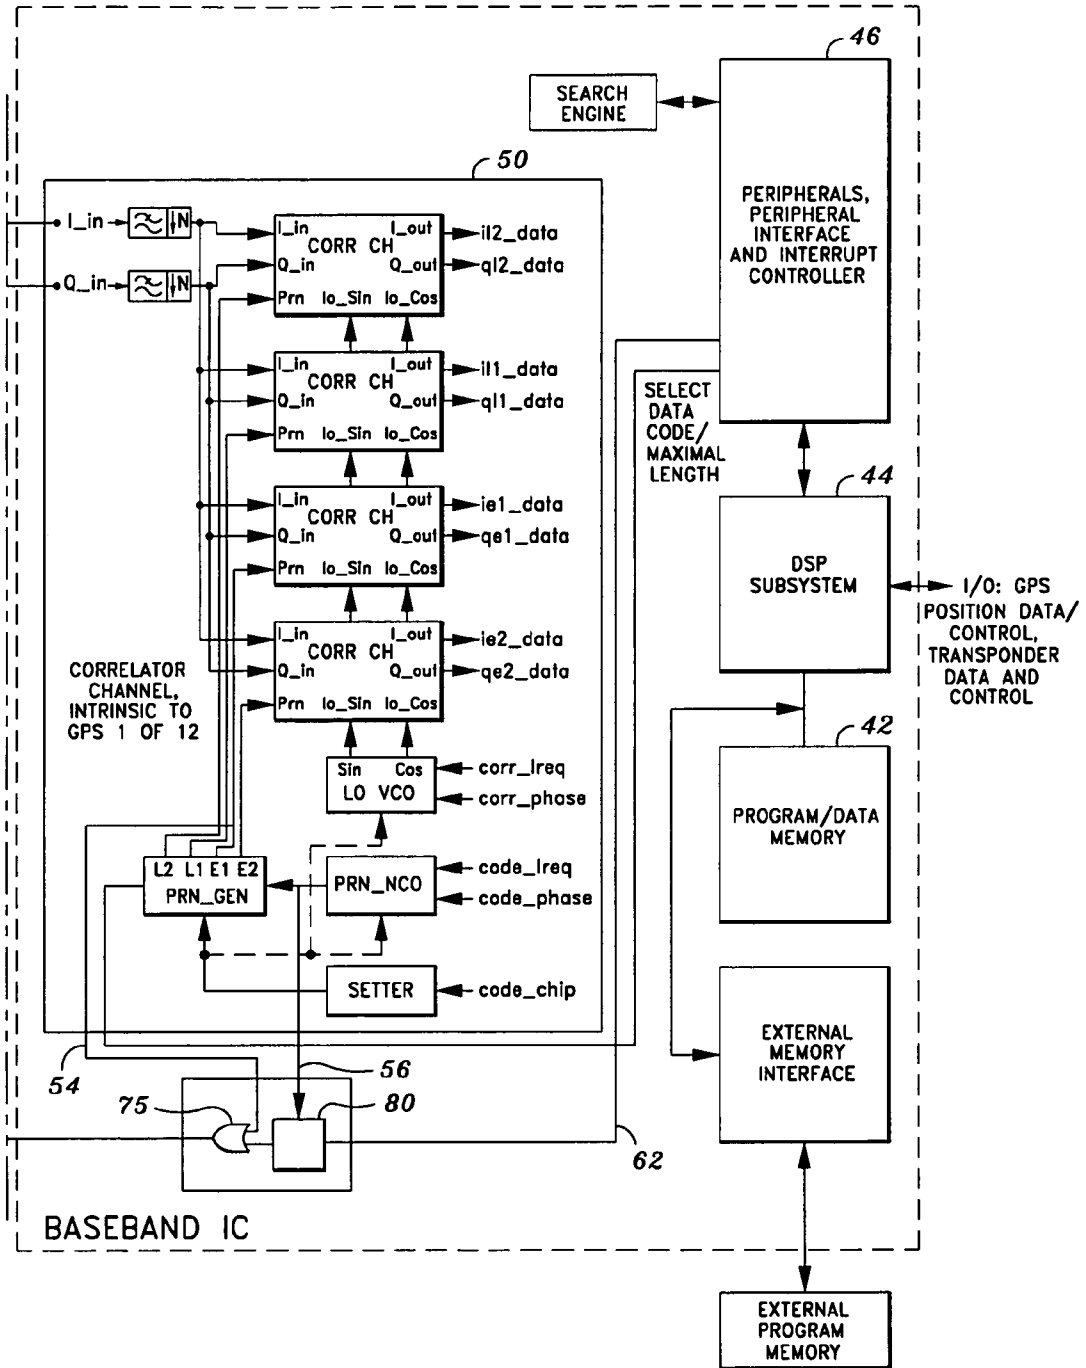 46
SEARCH
ENGINE
PERIPHERALS,
PERIPHERAL
INTERFACE
AND INTERRUPT
CONTROLLER
50
I_in
↓N
Q_in
↓N
I_in I_out
CORR CH
Q_in Q_out
Prn lo_Sin lo_Cos
il2_data
ql2_data
I_in I_out
CORR CH
Q_in Q_out
Prn lo_Sin lo_Cos
il1_data
ql1_data
I_in I_out
CORR CH
Q_in Q_out
Prn lo_Sin lo_Cos
ie1_data
qe1_data
I_in I_out
CORR CH
Q_in Q_out
Prn lo_Sin lo_Cos
ie2_data
qe2_data
SELECT
DATA
CODE/
MAXIMAL
LENGTH
44
DSP
SUBSYSTEM
I/O: GPS
POSITION DATA/
CONTROL,
TRANSPONDER
DATA AND
CONTROL
CORRELATOR
CHANNEL,
INTRINSIC TO
GPS 1 OF 12
42
PROGRAM/DATA
MEMORY
Sin Cos
LO VCO
corr_lreq
corr_phase
L2 L1 E1 E2
PRN_GEN
PRN_NCO
code_lreq
code_phase
SETTER
code_chip
EXTERNAL
MEMORY
INTERFACE
54
56
75
80
62
BASEBAND IC
EXTERNAL
PROGRAM
MEMORY